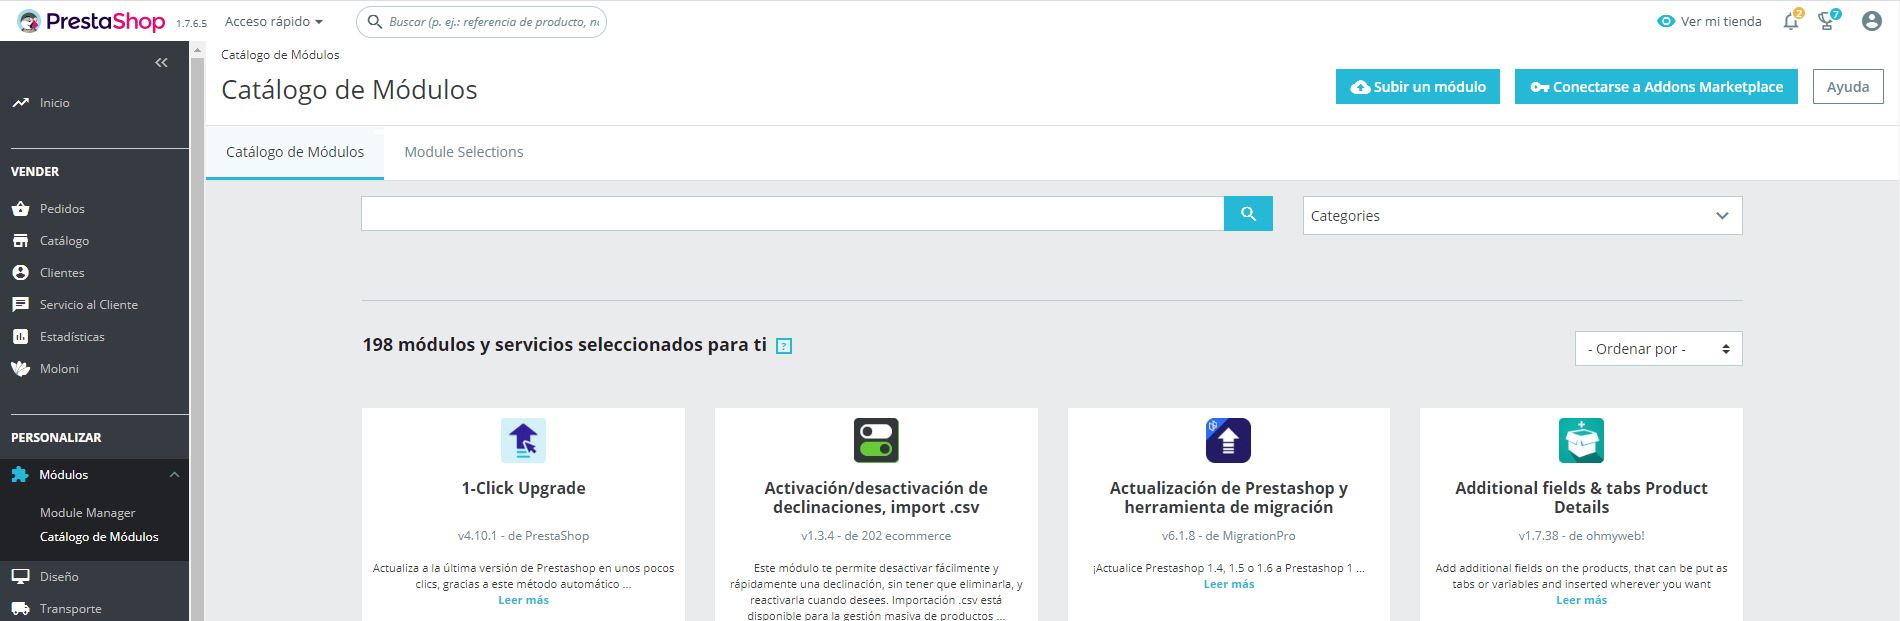 PrestaShop 1.7.6.5 Acceso rápido Buscar (p. ej.: referencia de producto, no Ver mi tienda 2 7
Catálogo de Módulos
Catálogo de Módulos
Subir un módulo Conectarse a Addons Marketplace Ayuda
Catálogo de Módulos Module Selections
Inicio
VENDER
Pedidos
Catálogo
Clientes
Servicio al Cliente
Estadísticas
Moloni
PERSONALIZAR
Módulos
Module Manager
Catálogo de Módulos
Diseño
Transporte
Categories
198 módulos y servicios seleccionados para ti ?
- Ordenar por -
1-Click Upgrade
v4.10.1 - de PrestaShop
Actualiza a la última versión de Prestashop en unos pocos
clics, gracias a este método automático ...
Leer más
Activación/desactivación de
declinaciones, import .csv
v1.3.4 - de 202 ecommerce
Este módulo te permite desactivar fácilmente y
rápidamente una declinación, sin tener que eliminarla, y
reactivarla cuando desees. Importación .csv está
disponible para la gestión masiva de productos ...
Actualización de Prestashop y
herramienta de migración
v6.1.8 - de MigrationPro
¡Actualice Prestashop 1.4, 1.5 o 1.6 a Prestashop 1 ...
Leer más
Additional fields & tabs Product
Details
v1.7.38 - de ohmyweb!
Add additional fields on the products, that can be put as
tabs or variables and inserted wherever you want
Leer más